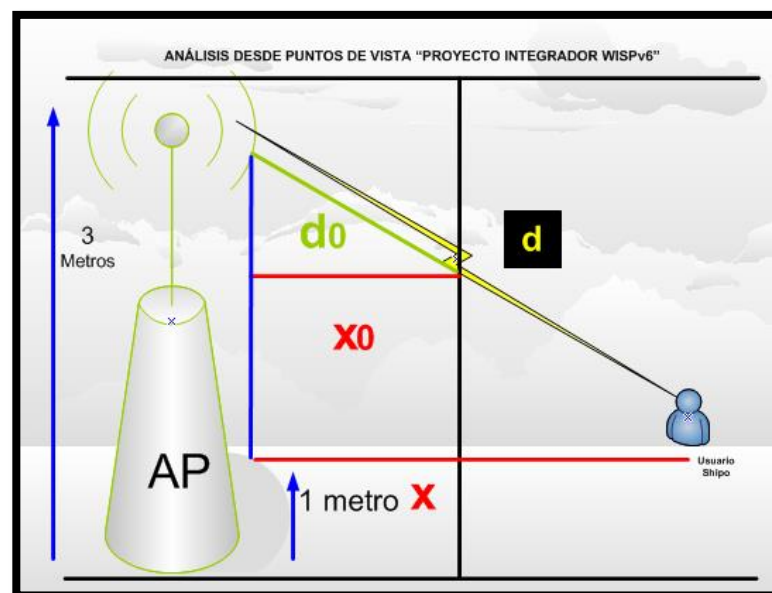 ANÁLISIS DESDE PUNTOS DE VISTA “PROYECTO INTEGRADOR WISPv6”
3
Metros
d0
d
x0
AP
1 metro x
Usuario
Shipo